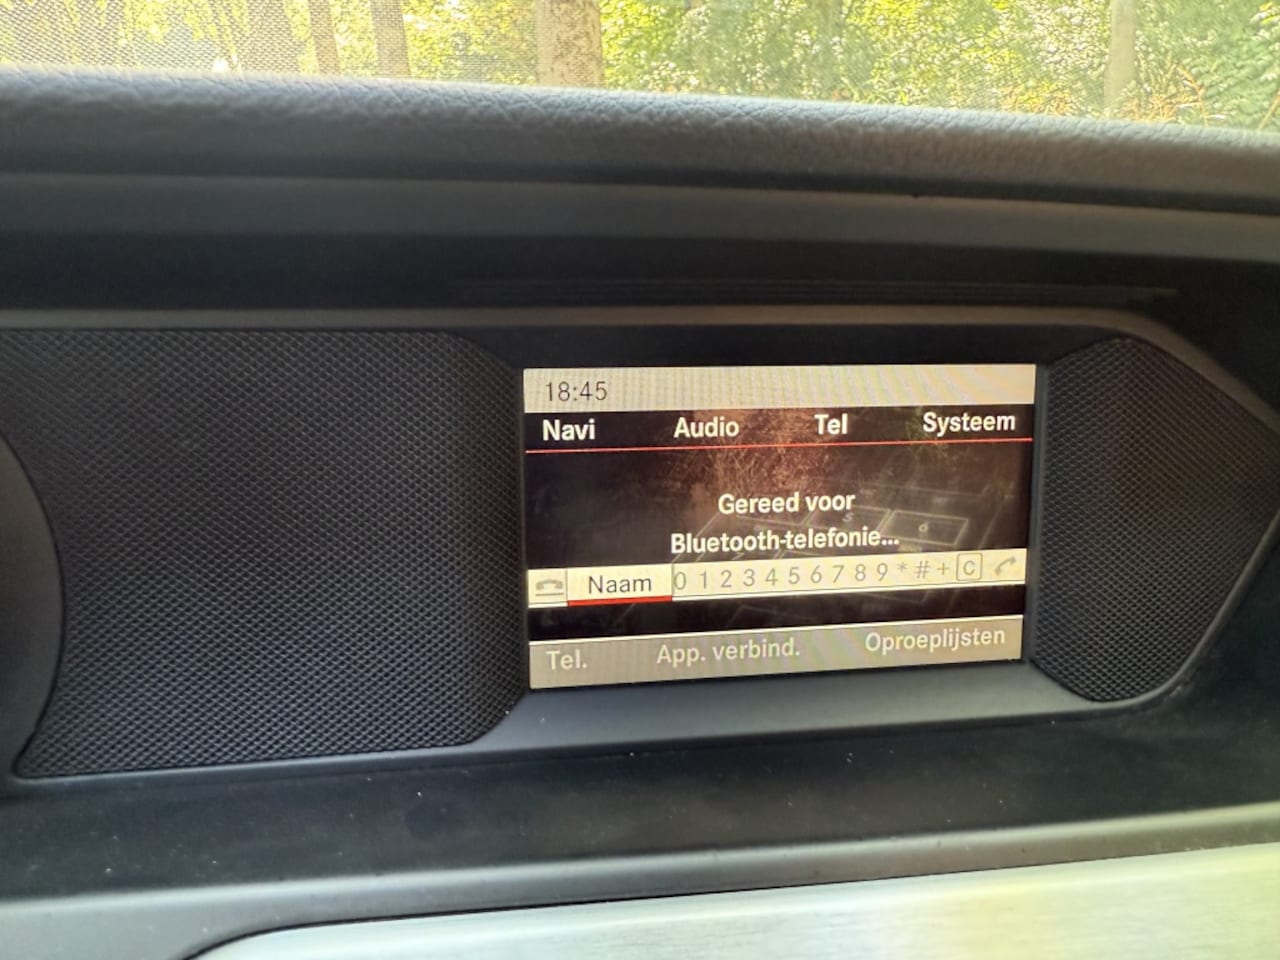 18:45
Navi Audio Tel Systeem
Gereed voor
Bluetooth-telefonie...
Naam 0 1 2 3 4 5 6 7 8 9 * # + C
Tel. App. verbind. Oproeplijsten